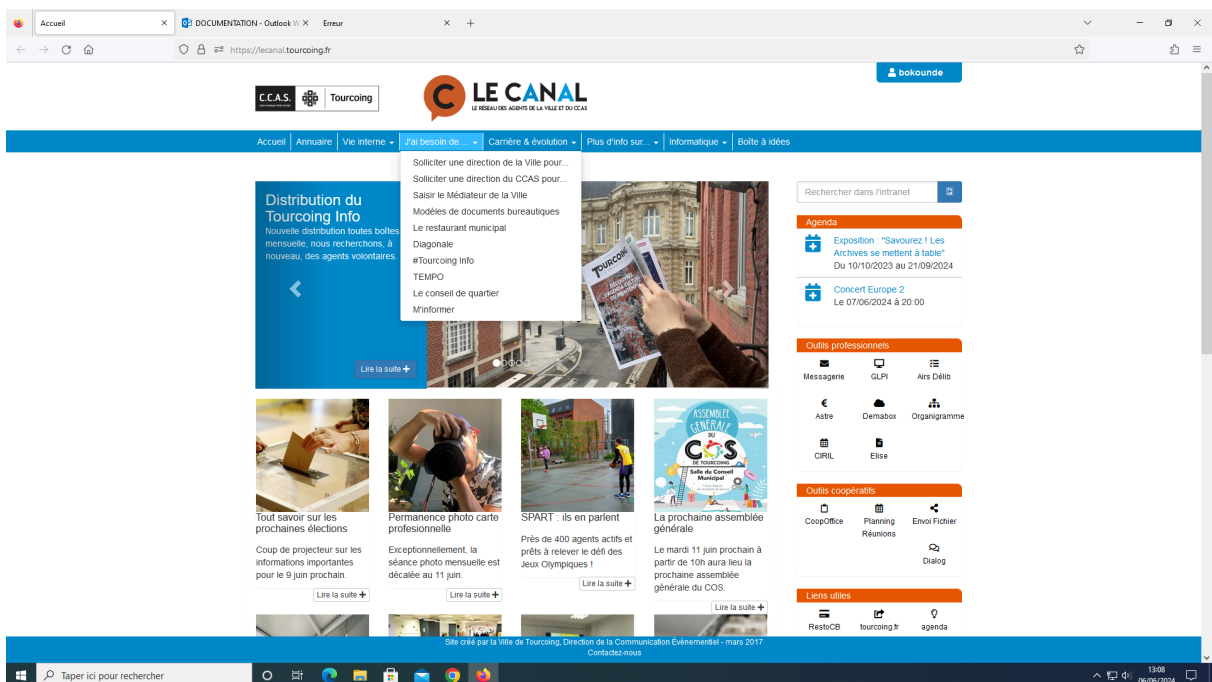 Accueil
DOCUMENTATION - Outlook W
Erreur
https://lecanal.tourcoing.fr
bokounde
C.C.A.S.
Tourcoing
LE CANAL
LE RÉSEAU DES AGENTS DE LA VILLE ET DU CCAS
Accueil
Annuaire
Vie interne
J'ai besoin de....
Carrière & évolution
Plus d'info sur...
Informatique
Boîte à idées
Solliciter une direction de la Ville pour...
Solliciter une direction du CCAS pour...
Saisir le Médiateur de la Ville
Modèles de documents bureautiques
Le restaurant municipal
Diagonale
#Tourcoing Info
TEMPO
Le conseil de quartier
M'informer
Distribution du
Tourcoing Info
Nouvelle distribution toutes boîtes
mensuelle, nous recherchons, à
nouveau, des agents volontaires.
Lire la suite
TOURCOING
Rechercher dans l'intranet
Agenda
Exposition : "Savourez ! Les
Archives se mettent à table"
Du 10/10/2023 au 21/09/2024
Concert Europe 2
Le 07/06/2024 à 20:00
Outils professionnels
Messagerie
GLPI
Airs Délib
Astre
Demabox
Organigramme
CIRIL
Elise
Outils coopératifs
CoopOffice
Planning
Réunions
Envoi Fichier
Dialog
Liens utiles
RestoCB
tourcoing.fr
agenda
Tout savoir sur les
prochaines élections
Coup de projecteur sur les
informations importantes
pour le 9 juin prochain.
Lire la suite
Permanence photo carte
profesionnelle
Exceptionnellement, la
séance photo mensuelle est
décalée au 11 juin.
Lire la suite
SPART : ils en parlent
Près de 400 agents actifs et
prêts à relever le défi des
Jeux Olympiques !
Lire la suite
ASSEMBLÉE
GÉNÉRALE
DU
COS
DE TOURCOING
Salle du Conseil
Municipal
La prochaine assemblée
générale
Le mardi 11 juin prochain à
partir de 10h aura lieu la
prochaine assemblée
générale du COS.
Lire la suite
Site créé par la Ville de Tourcoing, Direction de la Communication Évènementiel - mars 2017
Contactez-nous
Taper ici pour rechercher
13:08
06/06/2024